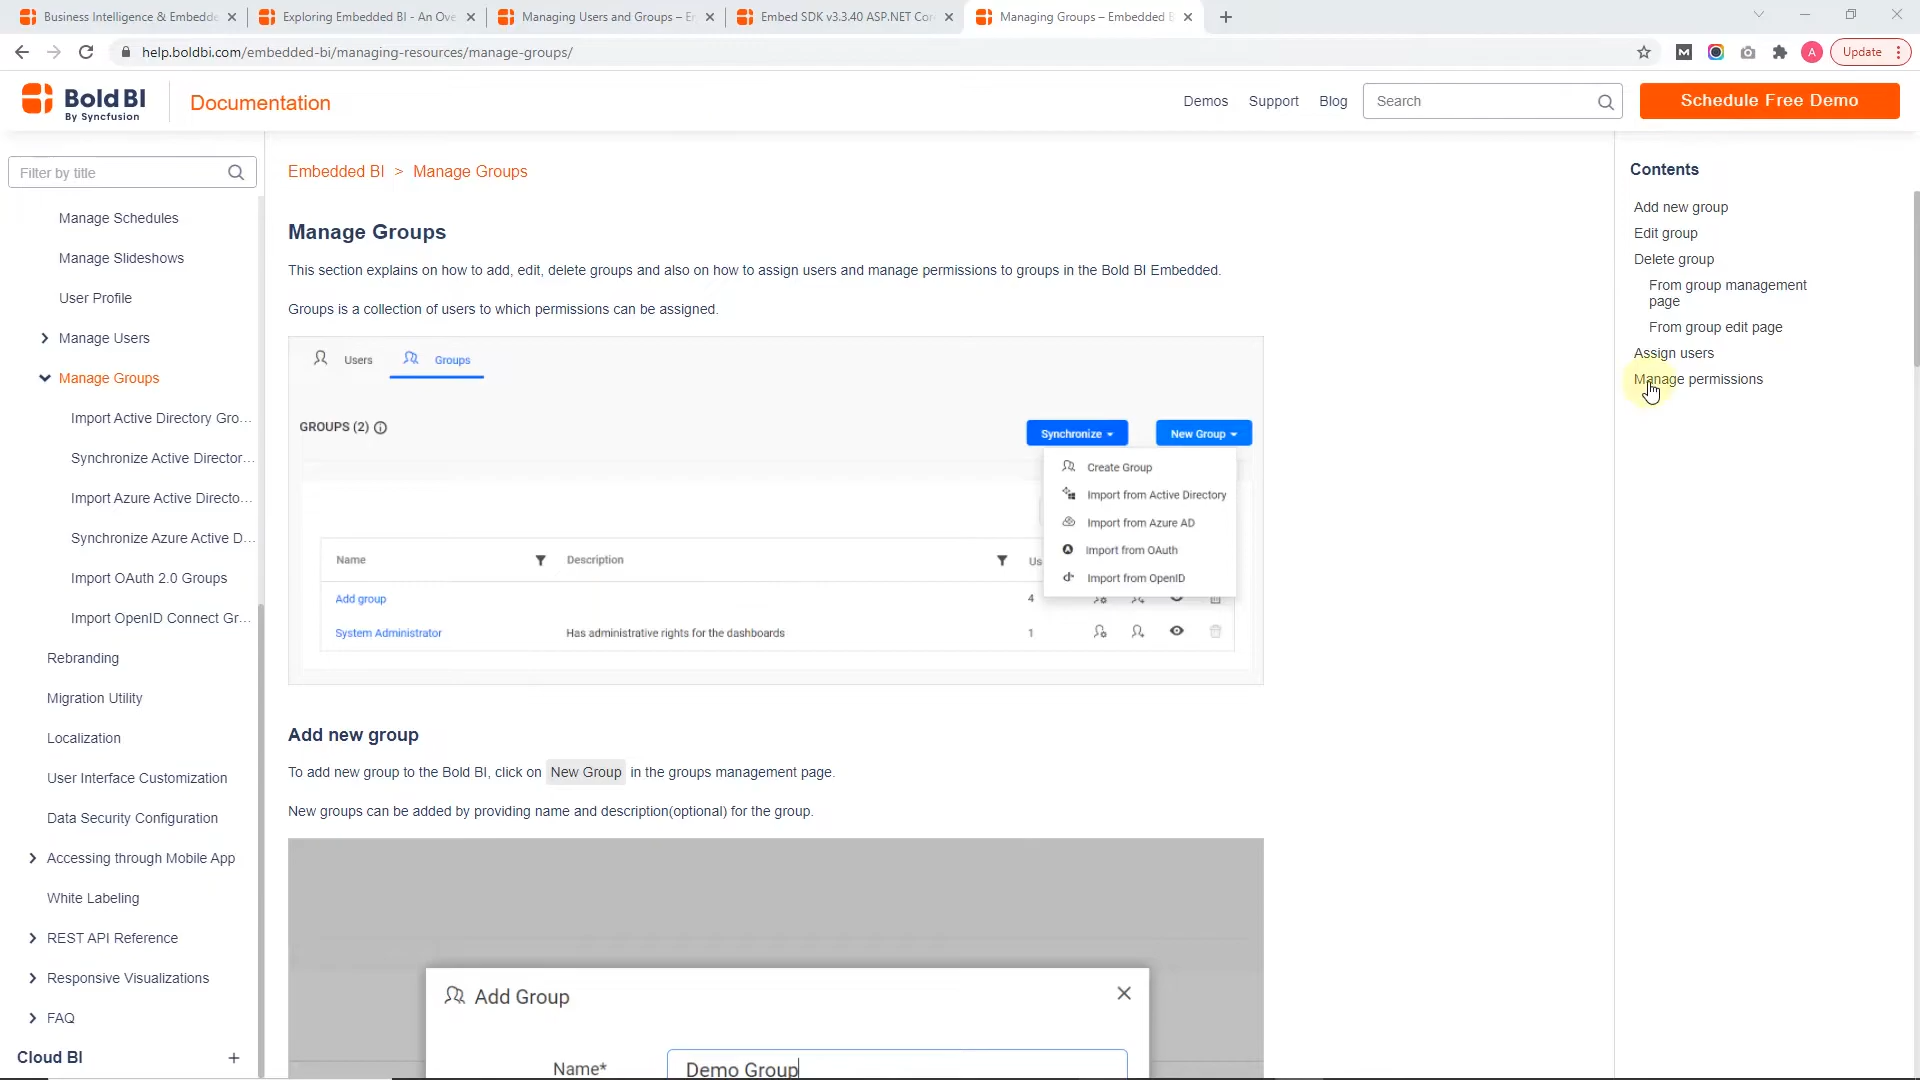 Business Intelligence & Embedde
Exploring Embedded BI - An Ove
Managing Users and Groups – Er
Embed SDK v3.3.40 ASP.NET Cor
Managing Groups – Embedded B
help.boldbi.com/embedded-bi/managing-resources/manage-groups/
A
Update
Bold BI
By Syncfusion
Documentation
Demos
Support
Blog
Search
Schedule Free Demo
Filter by title
Manage Schedules
Manage Slideshows
User Profile
Manage Users
Manage Groups
Import Active Directory Gro...
Synchronize Active Director...
Import Azure Active Directo...
Synchronize Azure Active D...
Import OAuth 2.0 Groups
Import OpenID Connect Gr...
Rebranding
Migration Utility
Localization
User Interface Customization
Data Security Configuration
Accessing through Mobile App
White Labeling
REST API Reference
Responsive Visualizations
FAQ
Cloud BI
Embedded BI > Manage Groups
Manage Groups
This section explains on how to add, edit, delete groups and also on how to assign users and manage permissions to groups in the Bold BI Embedded.
Groups is a collection of users to which permissions can be assigned.
Users
Groups
GROUPS (2)
Synchronize
New Group
Create Group
Import from Active Directory
Import from Azure AD
Import from OAuth
Import from OpenID
Name
Description
Us
Add group
4
System Administrator
Has administrative rights for the dashboards
1
Add new group
To add new group to the Bold BI, click on New Group in the groups management page.
New groups can be added by providing name and description(optional) for the group.
Add Group
Name*
Demo Group
Contents
Add new group
Edit group
Delete group
From group management
page
From group edit page
Assign users
Manage permissions